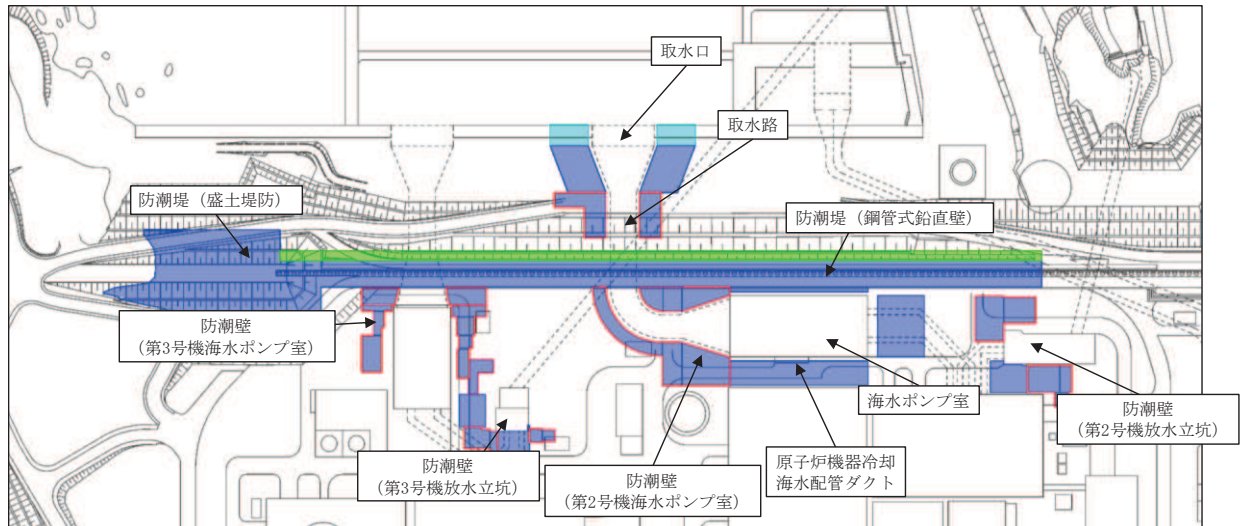 取水口
取水路
防潮堤（盛土堤防）
防潮堤（鋼管式鉛直壁）
防潮壁
（第3号機海水ポンプ室）
海水ポンプ室
防潮壁
（第2号機放水立坑）
防潮壁
（第3号機放水立坑）
防潮壁
（第2号機海水ポンプ室）
原子炉機器冷却
海水配管ダクト